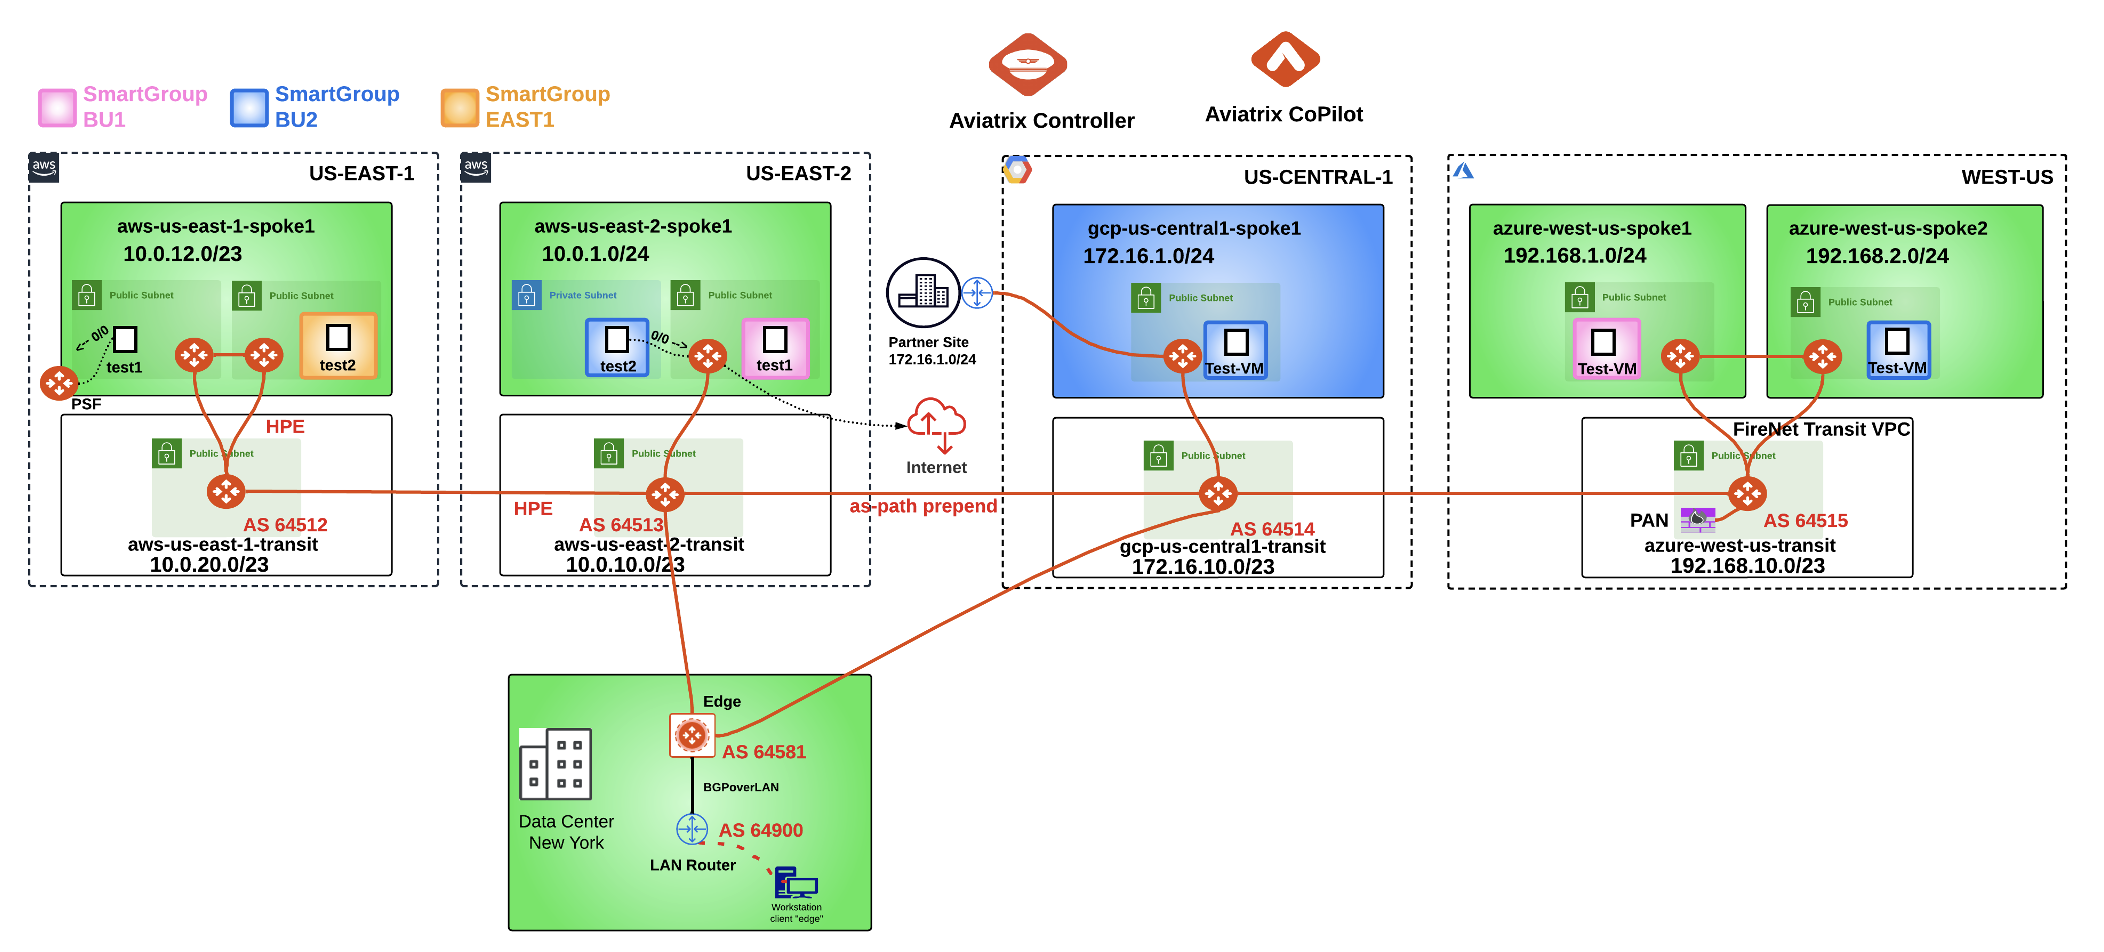 Aviatrix Controller
Aviatrix CoPilot
SmartGroup
BU1
SmartGroup
BU2
SmartGroup
EAST1
aws
US-EAST-1
aws-us-east-1-spoke1
10.0.12.0/23
Public Subnet
Public Subnet
<-- 0/0
test1
test2
PSF
HPE
Public Subnet
AS 64512
aws-us-east-1-transit
10.0.20.0/23
aws
US-EAST-2
aws-us-east-2-spoke1
10.0.1.0/24
Private Subnet
Public Subnet
0/0 -->
test2
test1
Public Subnet
HPE
AS 64513
aws-us-east-2-transit
10.0.10.0/23
Partner Site
172.16.1.0/24
Internet
as-path prepend
US-CENTRAL-1
gcp-us-central1-spoke1
172.16.1.0/24
Public Subnet
Test-VM
Public Subnet
AS 64514
gcp-us-central1-transit
172.16.10.0/23
WEST-US
azure-west-us-spoke1
192.168.1.0/24
Public Subnet
Test-VM
azure-west-us-spoke2
192.168.2.0/24
Public Subnet
Test-VM
FireNet Transit VPC
Public Subnet
PAN
AS 64515
azure-west-us-transit
192.168.10.0/23
Edge
AS 64581
BGPoverLAN
Data Center
New York
AS 64900
LAN Router
Workstation
client "edge"